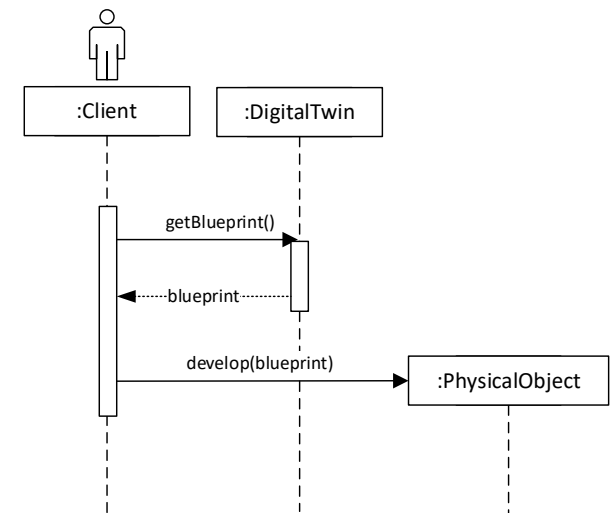 :Client
:DigitalTwin
getBlueprint()
blueprint
develop(blueprint)
:PhysicalObject